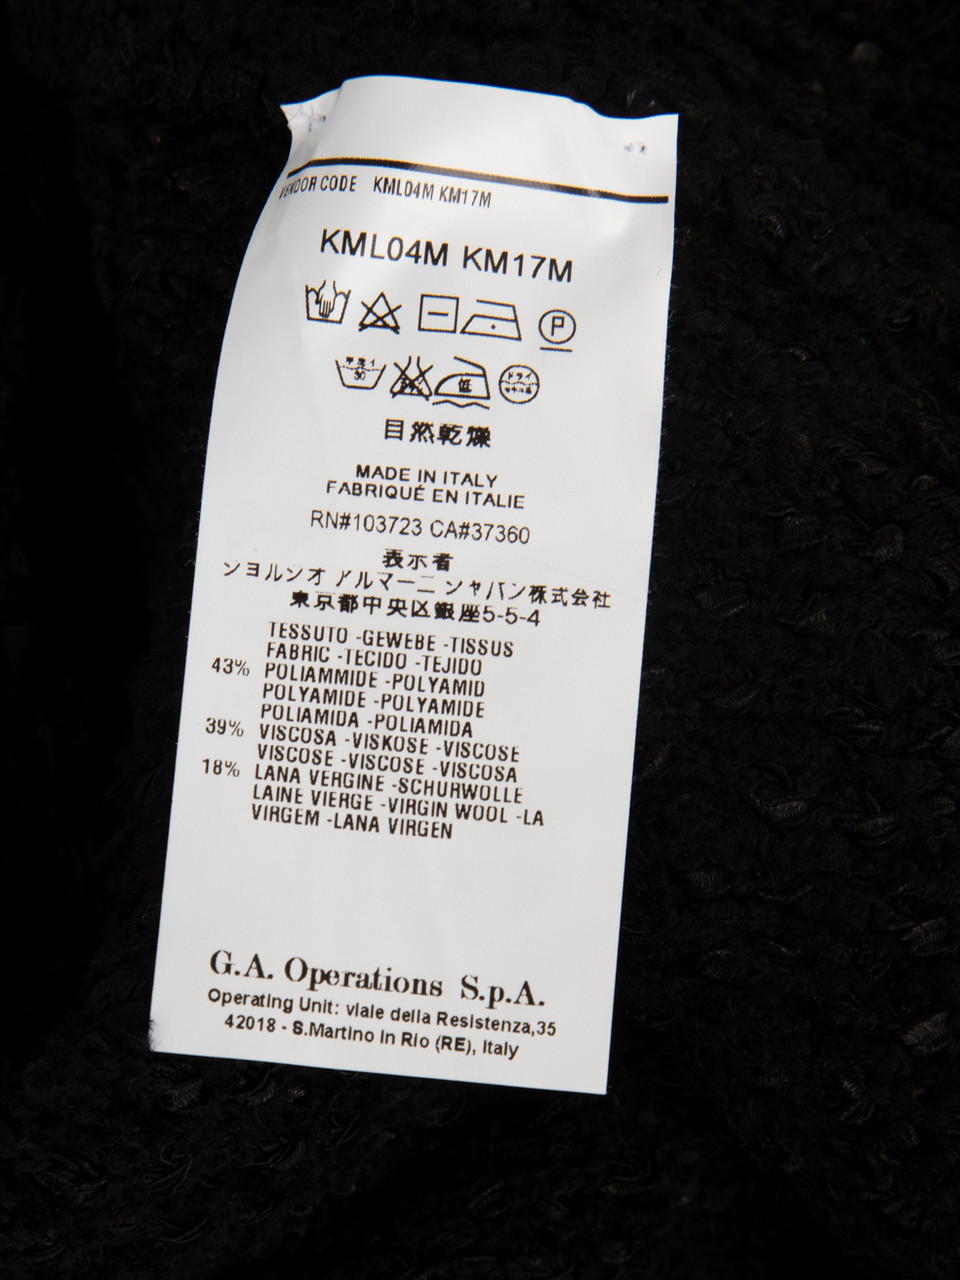 VENDOR CODE KML04M KM17M
KML04M KM17M
P
30
低
ドライ
自然乾燥
MADE IN ITALY
FABRIQUÉ EN ITALIE
RN#103723 CA#37360
表示者
ジョルジオ アルマーニ ジャパン株式会社
東京都中央区銀座5-5-4
TESSUTO -GEWEBE -TISSUS
FABRIC -TECIDO -TEJIDO
43% POLIAMMIDE -POLYAMID
POLYAMIDE -POLYAMIDE
POLIAMIDA -POLIAMIDA
39% VISCOSA -VISKOSE -VISCOSE
VISCOSE -VISCOSE -VISCOSA
18% LANA VERGINE -SCHURWOLLE
LAINE VIERGE -VIRGIN WOOL -LA
VIRGEM -LANA VIRGEN
G.A. Operations S.p.A.
Operating Unit: viale della Resistenza,35
42018 - S.Martino in Rio (RE), Italy